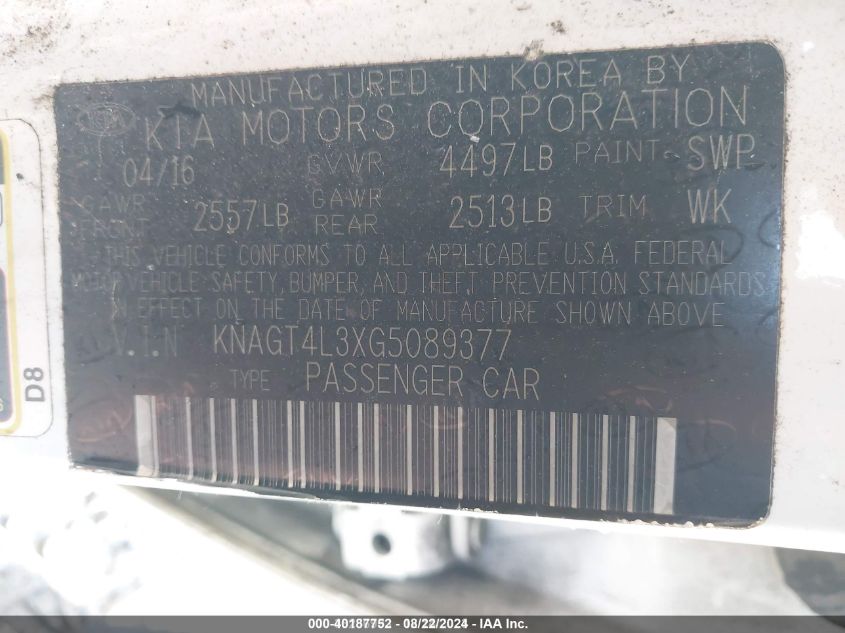 MANUFACTURED IN KOREA BY
KIA MOTORS CORPORATION
04/16 GVWR 4497LB PAINT SWP
GAWR FRONT 2557LB GAWR REAR 2513LB TRIM WK
THIS VEHICLE CONFORMS TO ALL APPLICABLE U.S.A. FEDERAL
MOTOR VEHICLE SAFETY, BUMPER, AND THEFT PREVENTION STANDARDS
IN EFFECT ON THE DATE OF MANUFACTURE SHOWN ABOVE
V.I.N KNAGT4L3XG5089377
TYPE PASSENGER CAR
D8
000-40187752 - 08/22/2024 - IAA Inc.